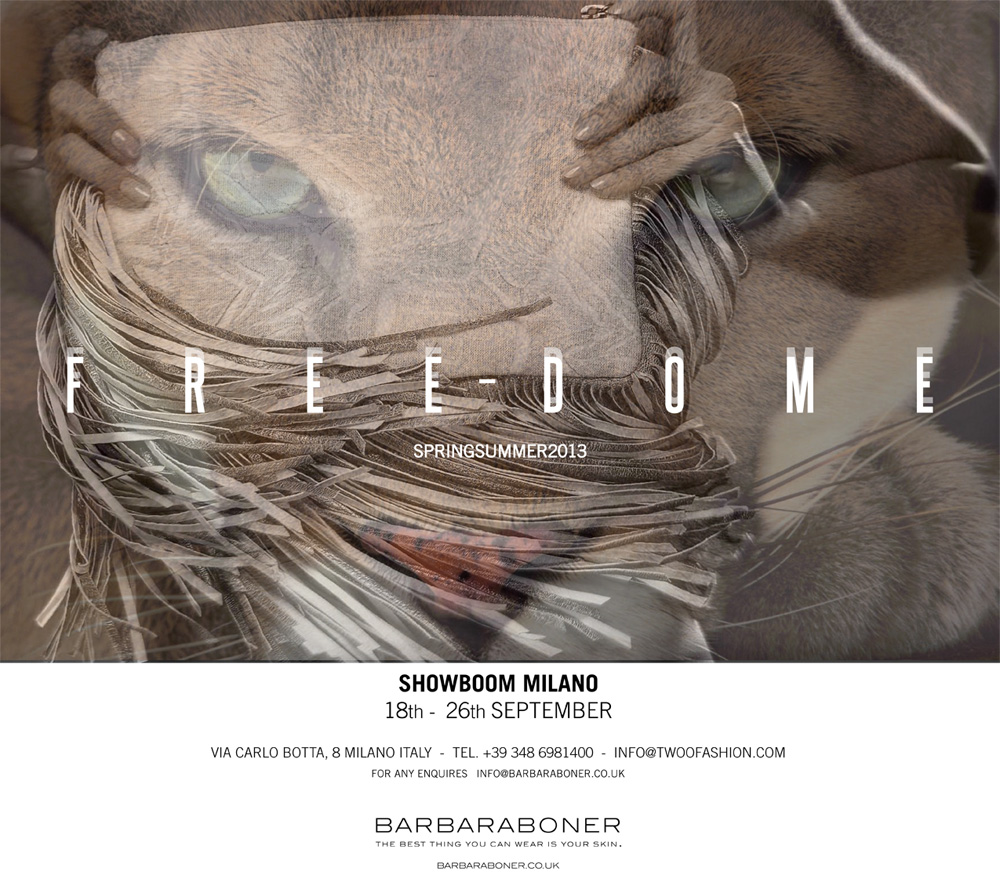 FREE-DOME
SPRINGSUMMER2013
SHOWBOOM MILANO
18th - 26th SEPTEMBER
VIA CARLO BOTTA, 8 MILANO ITALY - TEL. +39 348 6981400 - INFO@TWOOFASHION.COM
FOR ANY ENQUIRES INFO@BARBARABONER.CO.UK
BARBARABONER
THE BEST THING YOU CAN WEAR IS YOUR SKIN.
BARBARABONER.CO.UK